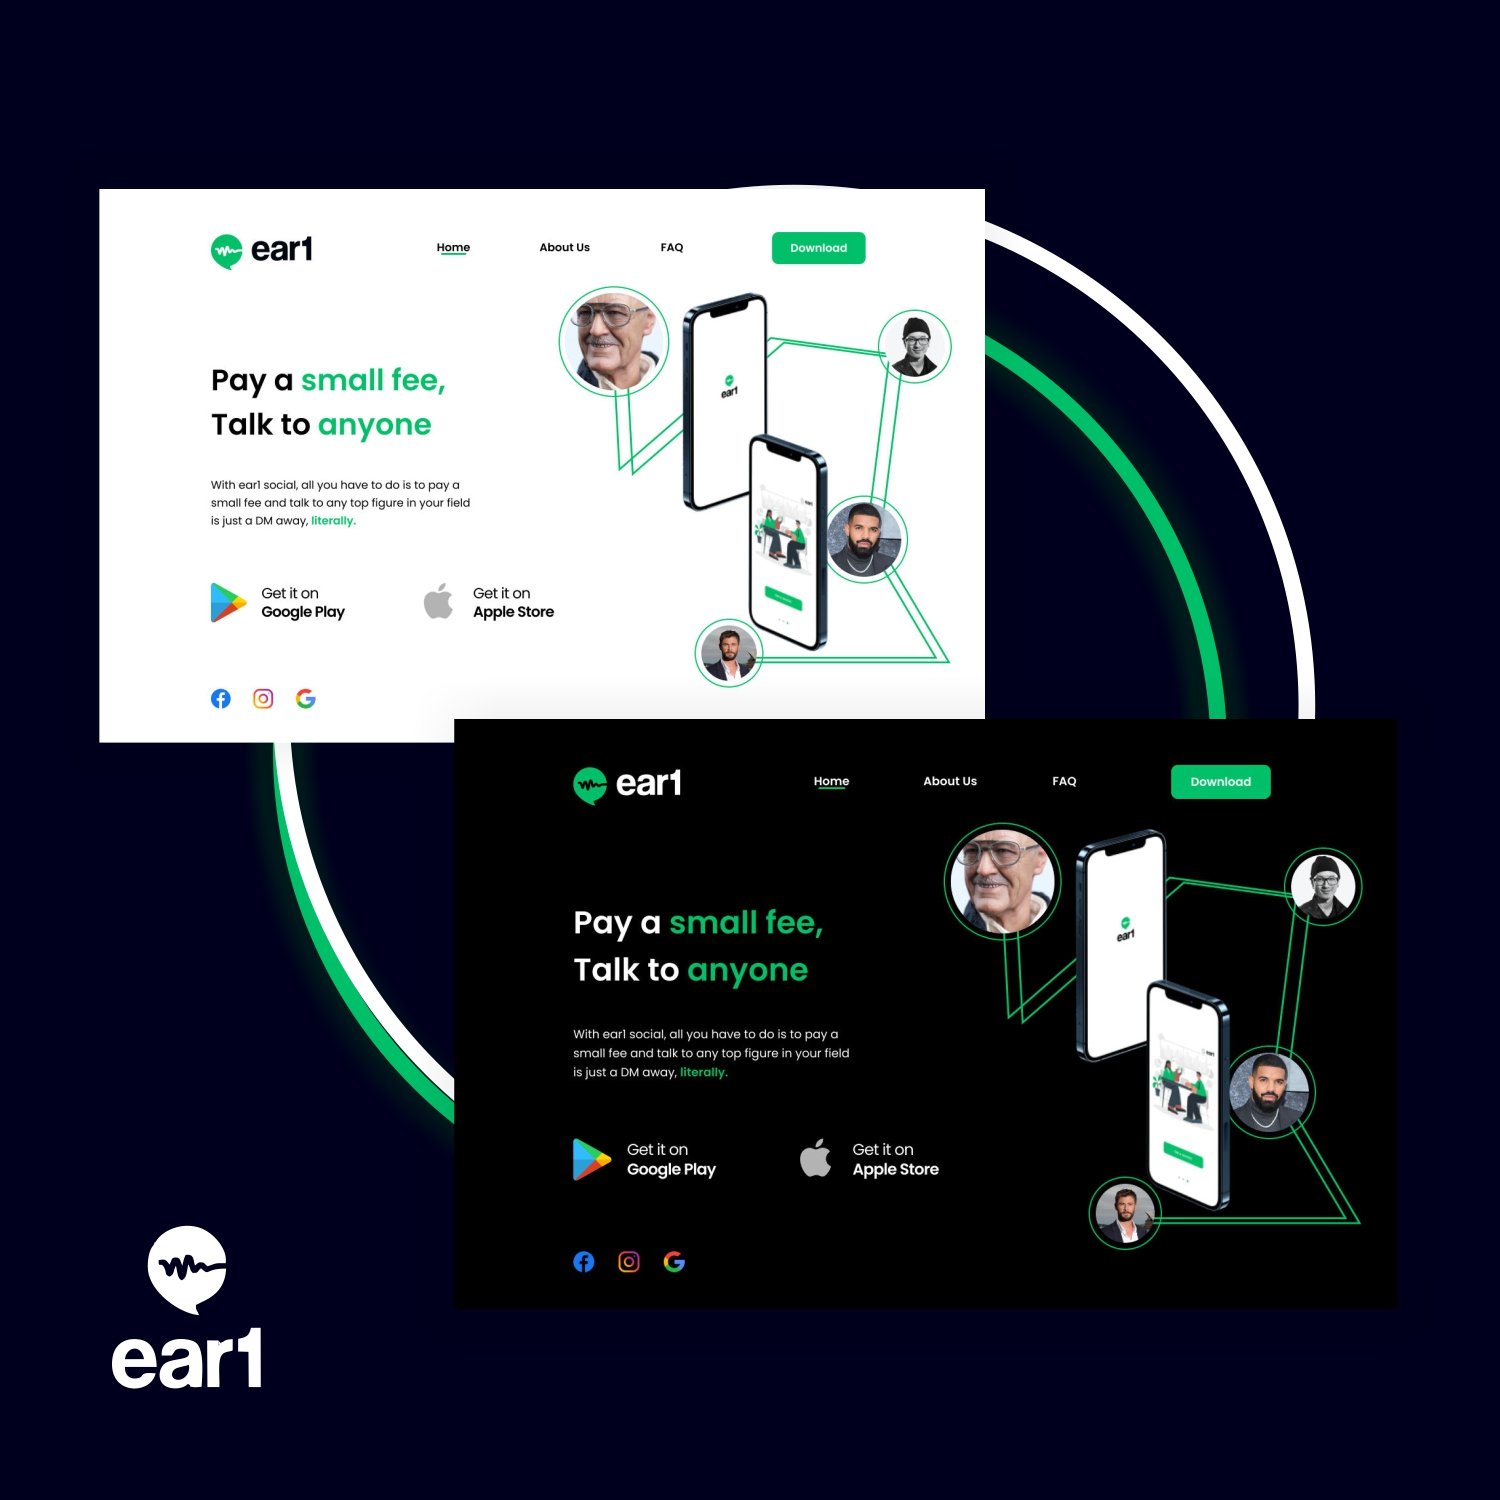 ear1
Home
About Us
FAQ
Download
Pay a small fee,
Talk to anyone
With ear1 social, all you have to do is to pay a
small fee and talk to any top figure in your field
is just a DM away, literally.
Get it on
Google Play
Get it on
Apple Store
ear1
ear1
ear1
Home
About Us
FAQ
Download
Pay a small fee,
Talk to anyone
With ear1 social, all you have to do is to pay a
small fee and talk to any top figure in your field
is just a DM away, literally.
Get it on
Google Play
Get it on
Apple Store
ear1
ear1
ear1